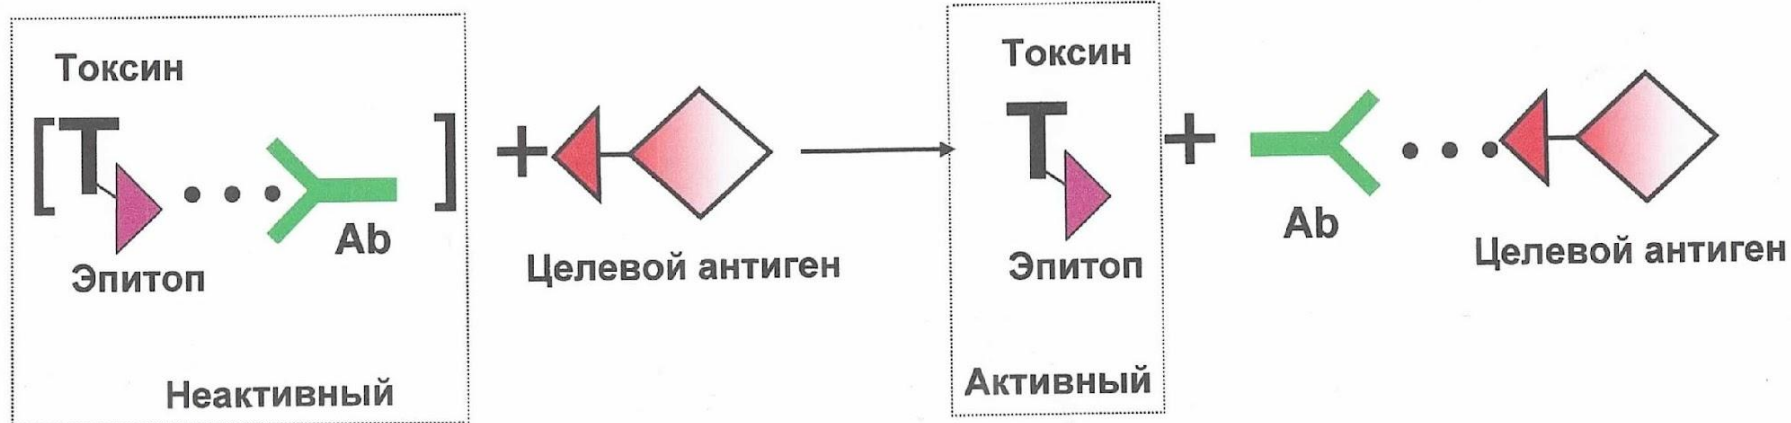 Токсин
[T
]
+
Ab
Эпитоп
Целевой антиген
Неактивный
Токсин
T
+
Эпитоп
Ab
Целевой антиген
Активный